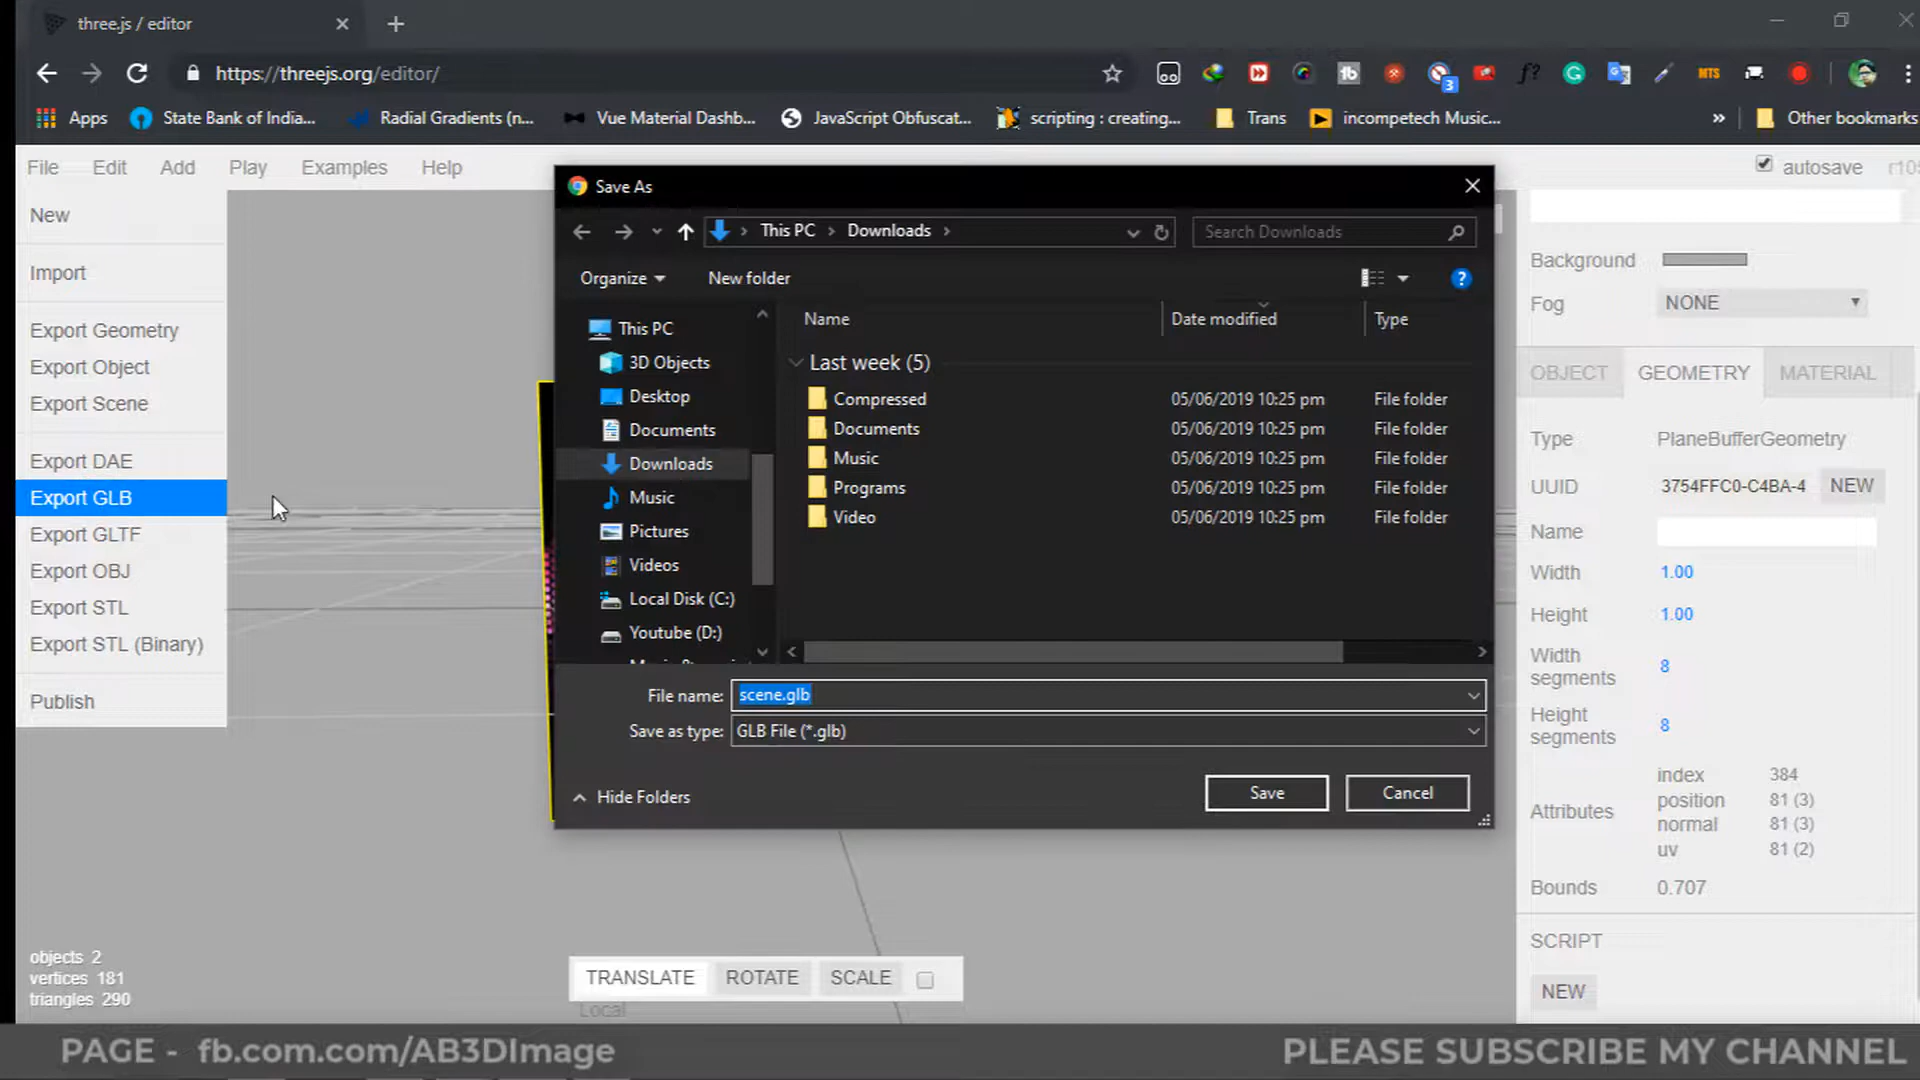 three.js / editor
https://threejs.org/editor/
tb
3
f?
MTS
Apps
State Bank of India...
Radial Gradients (n...
Vue Material Dashb...
JavaScript Obfuscat...
scripting : creating...
Trans
incompetech Music...
»
Other bookmarks
File
Edit
Add
Play
Examples
Help
autosave
New
Import
Export Geometry
Export Object
Export Scene
Export DAE
Export GLB
Export GLTF
Export OBJ
Export STL
Export STL (Binary)
Publish
Save As
This PC
Downloads
Search Downloads
Organize
New folder
This PC
3D Objects
Desktop
Documents
Downloads
Music
Pictures
Videos
Local Disk (C:)
Youtube (D:)
Name
Date modified
Type
Last week (5)
Compressed 05/06/2019 10:25 pm File folder
Documents 05/06/2019 10:25 pm File folder
Music 05/06/2019 10:25 pm File folder
Programs 05/06/2019 10:25 pm File folder
Video 05/06/2019 10:25 pm File folder
File name: scene.glb
Save as type: GLB File (*.glb)
Hide Folders
Save
Cancel
Background
Fog NONE
OBJECT GEOMETRY MATERIAL
Type PlaneBufferGeometry
UUID 3754FFC0-C4BA-4 NEW
Name
Width 1.00
Height 1.00
Width
segments 8
Height
segments 8
Attributes
index 384
position 81 (3)
normal 81 (3)
uv 81 (2)
Bounds 0.707
SCRIPT
NEW
objects 2
vertices 181
triangles 290
TRANSLATE
ROTATE
SCALE
Local
PAGE - fb.com.com/AB3DImage
PLEASE SUBSCRIBE MY CHANNEL